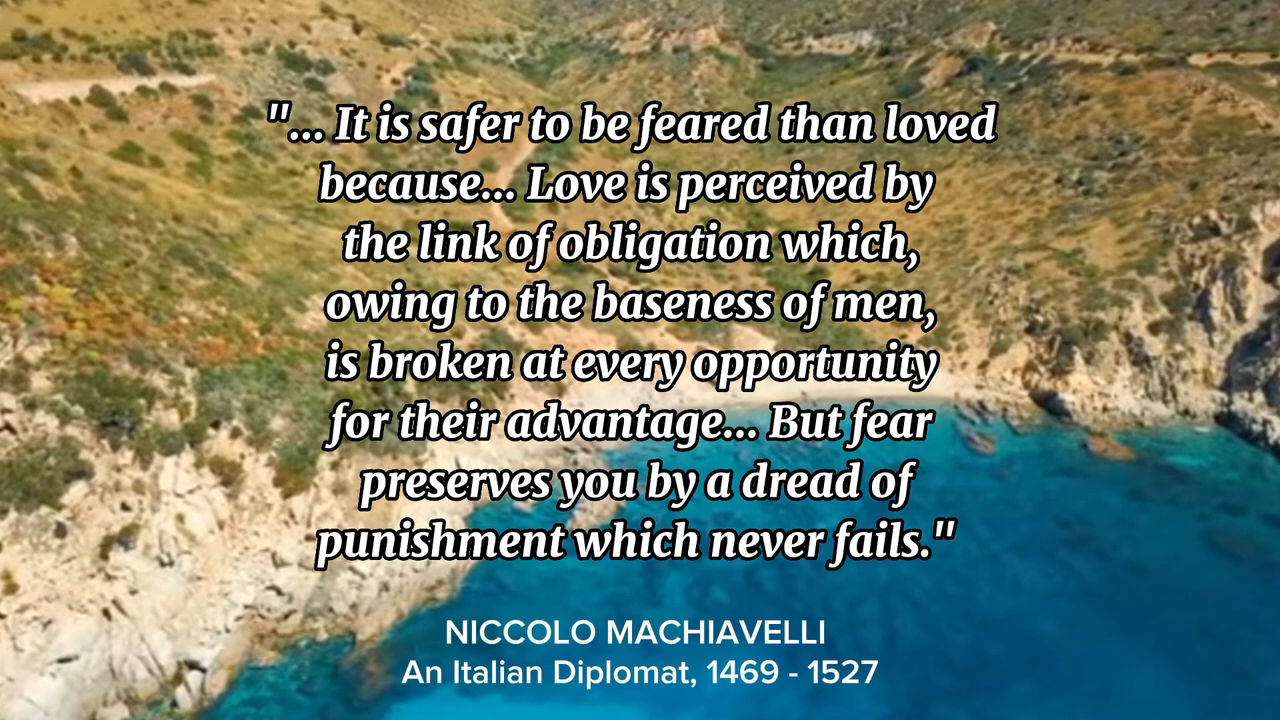 "... It is safer to be feared than loved
because... Love is perceived by
the link of obligation which,
owing to the baseness of men,
is broken at every opportunity
for their advantage... But fear
preserves you by a dread of
punishment which never fails."
NICCOLO MACHIAVELLI
An Italian Diplomat, 1469 - 1527